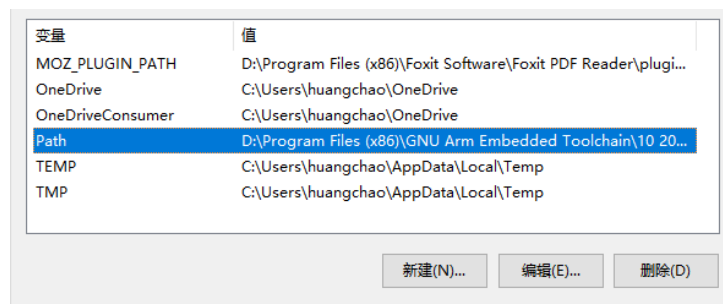 变量 值
MOZ_PLUGIN_PATH D:\Program Files (x86)\Foxit Software\Foxit PDF Reader\plugi...
OneDrive C:\Users\huangchao\OneDrive
OneDriveConsumer C:\Users\huangchao\OneDrive
Path D:\Program Files (x86)\GNU Arm Embedded Toolchain\10 20...
TEMP C:\Users\huangchao\AppData\Local\Temp
TMP C:\Users\huangchao\AppData\Local\Temp
新建(N)... 编辑(E)... 删除(D)